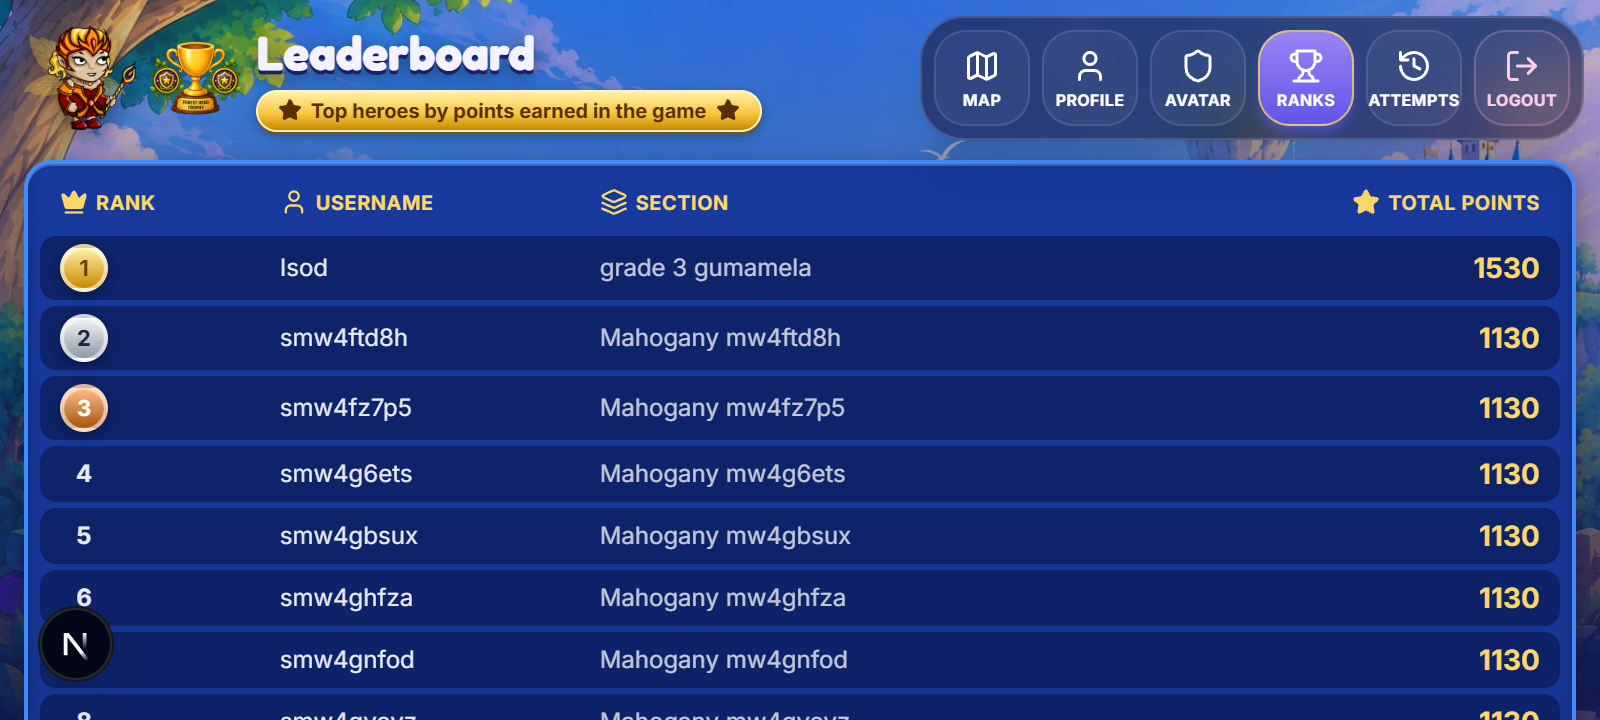 Leaderboard
Top heroes by points earned in the game
MAP PROFILE AVATAR RANKS ATTEMPTS LOGOUT
RANK USERNAME SECTION TOTAL POINTS
1 lsod grade 3 gumamela 1530
2 smw4ftd8h Mahogany mw4ftd8h 1130
3 smw4fz7p5 Mahogany mw4fz7p5 1130
4 smw4g6ets Mahogany mw4g6ets 1130
5 smw4gbsux Mahogany mw4gbsux 1130
6 smw4ghfza Mahogany mw4ghfza 1130
N smw4gnfod Mahogany mw4gnfod 1130